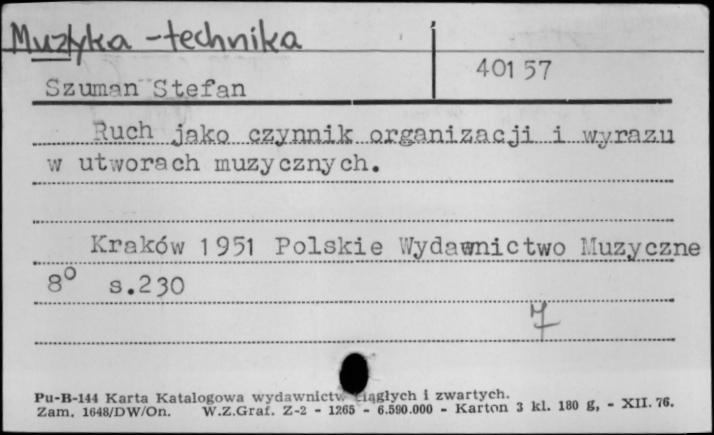 Muzyka - technika
40157
Szuman Stefan
Ruch jako czynnik organizacji i wyrazu
w utworach muzycznych.
Kraków 1951 Polskie Wydawnictwo Muzyczne
8° s.230
7
Pu-B-144 Karta Katalogowa wydawnictw ciągłych i zwartych.
Zam. 1648/DW/On. W.Z.Graf. Z-2 - 1265 - 6.590.000 - Karton 3 kl. 180 g, - XII. 76.